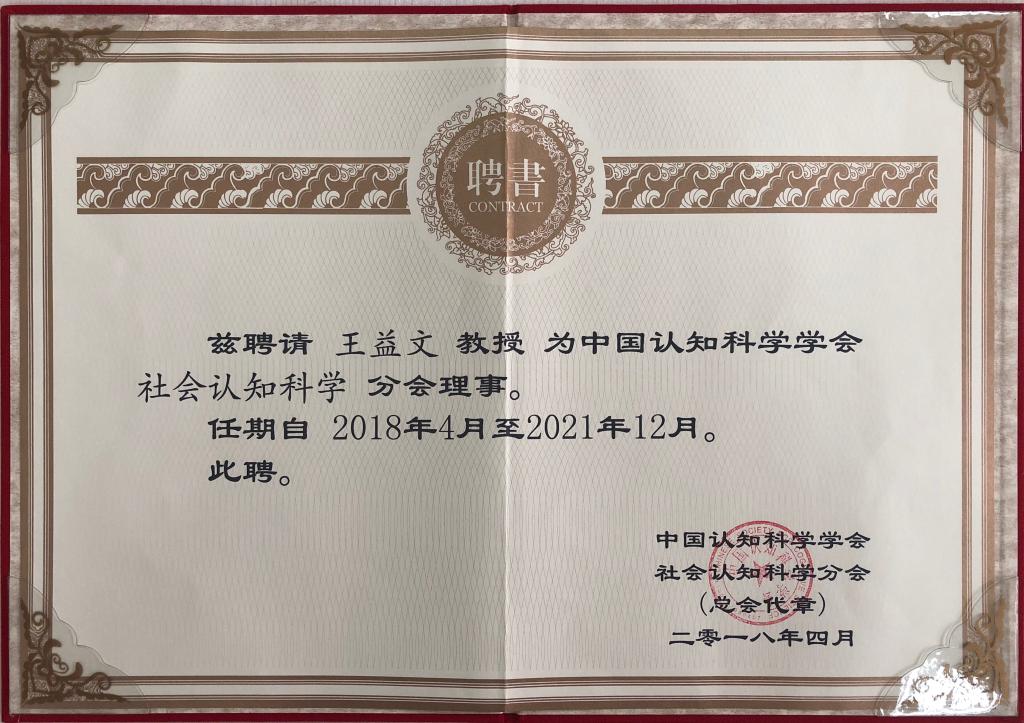 聘書
CONTRACT
兹聘请 王益文 教授 为中国认知科学学会
社会认知科学 分会理事。
任期自 2018年4月至2021年12月。
此聘。
中国认知科学学会
社会认知科学分会
(总会代章)
二零一八年四月